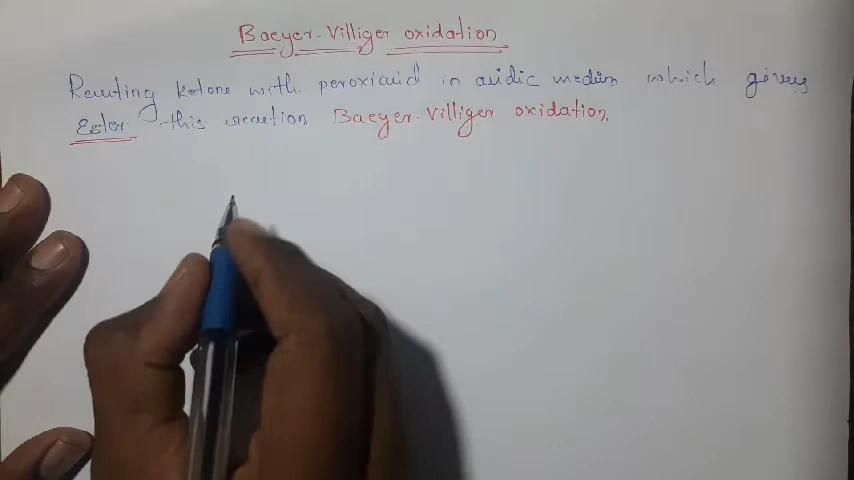 Baeyer-Villiger oxidation
Reacting ketone with peroxiacid in acidic medium which gives
Ester this reaction Baeyer-Villiger oxidation.